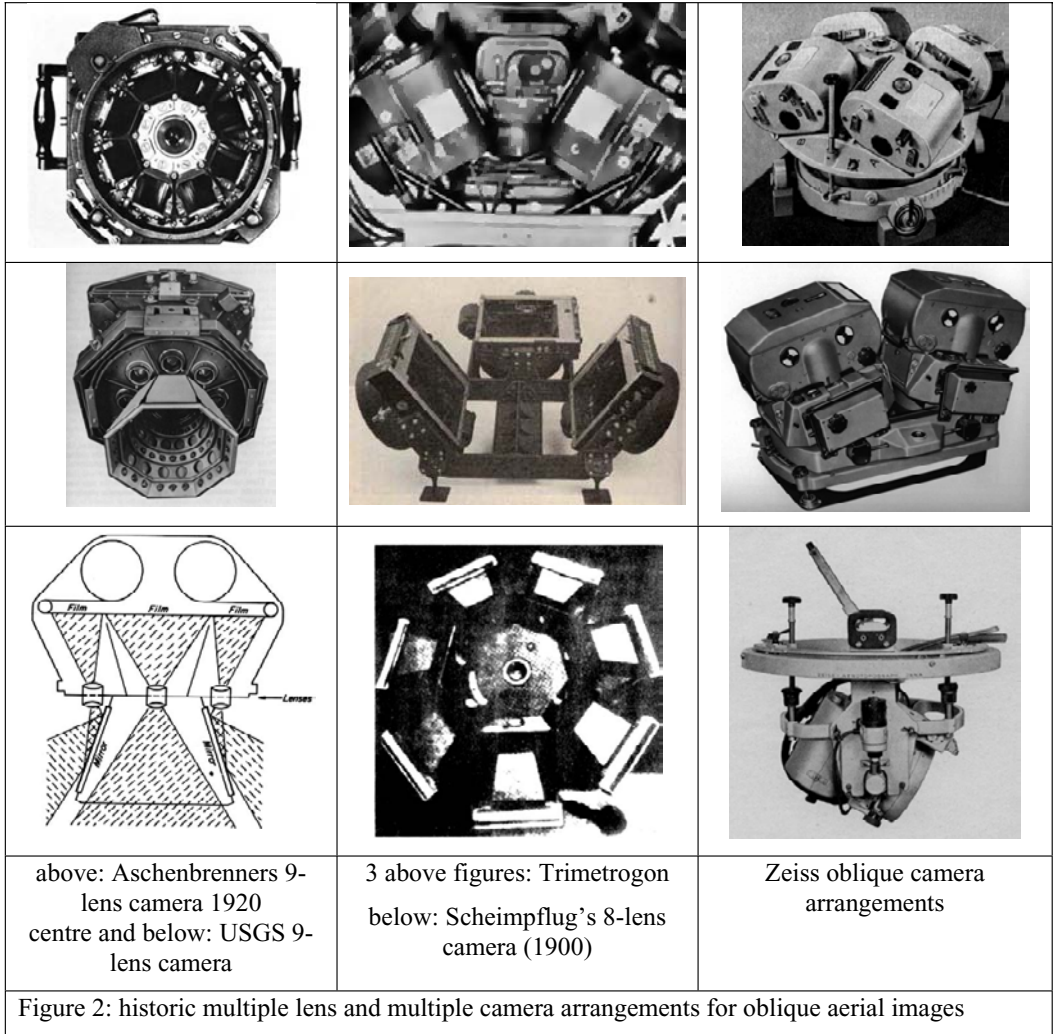 Film Film Film
Lenses
Mirror Mirror
above: Aschenbrenners 9-
lens camera 1920
centre and below: USGS 9-
lens camera
3 above figures: Trimetrogon
below: Scheimpflug’s 8-lens
camera (1900)
Zeiss oblique camera
arrangements
Figure 2: historic multiple lens and multiple camera arrangements for oblique aerial images